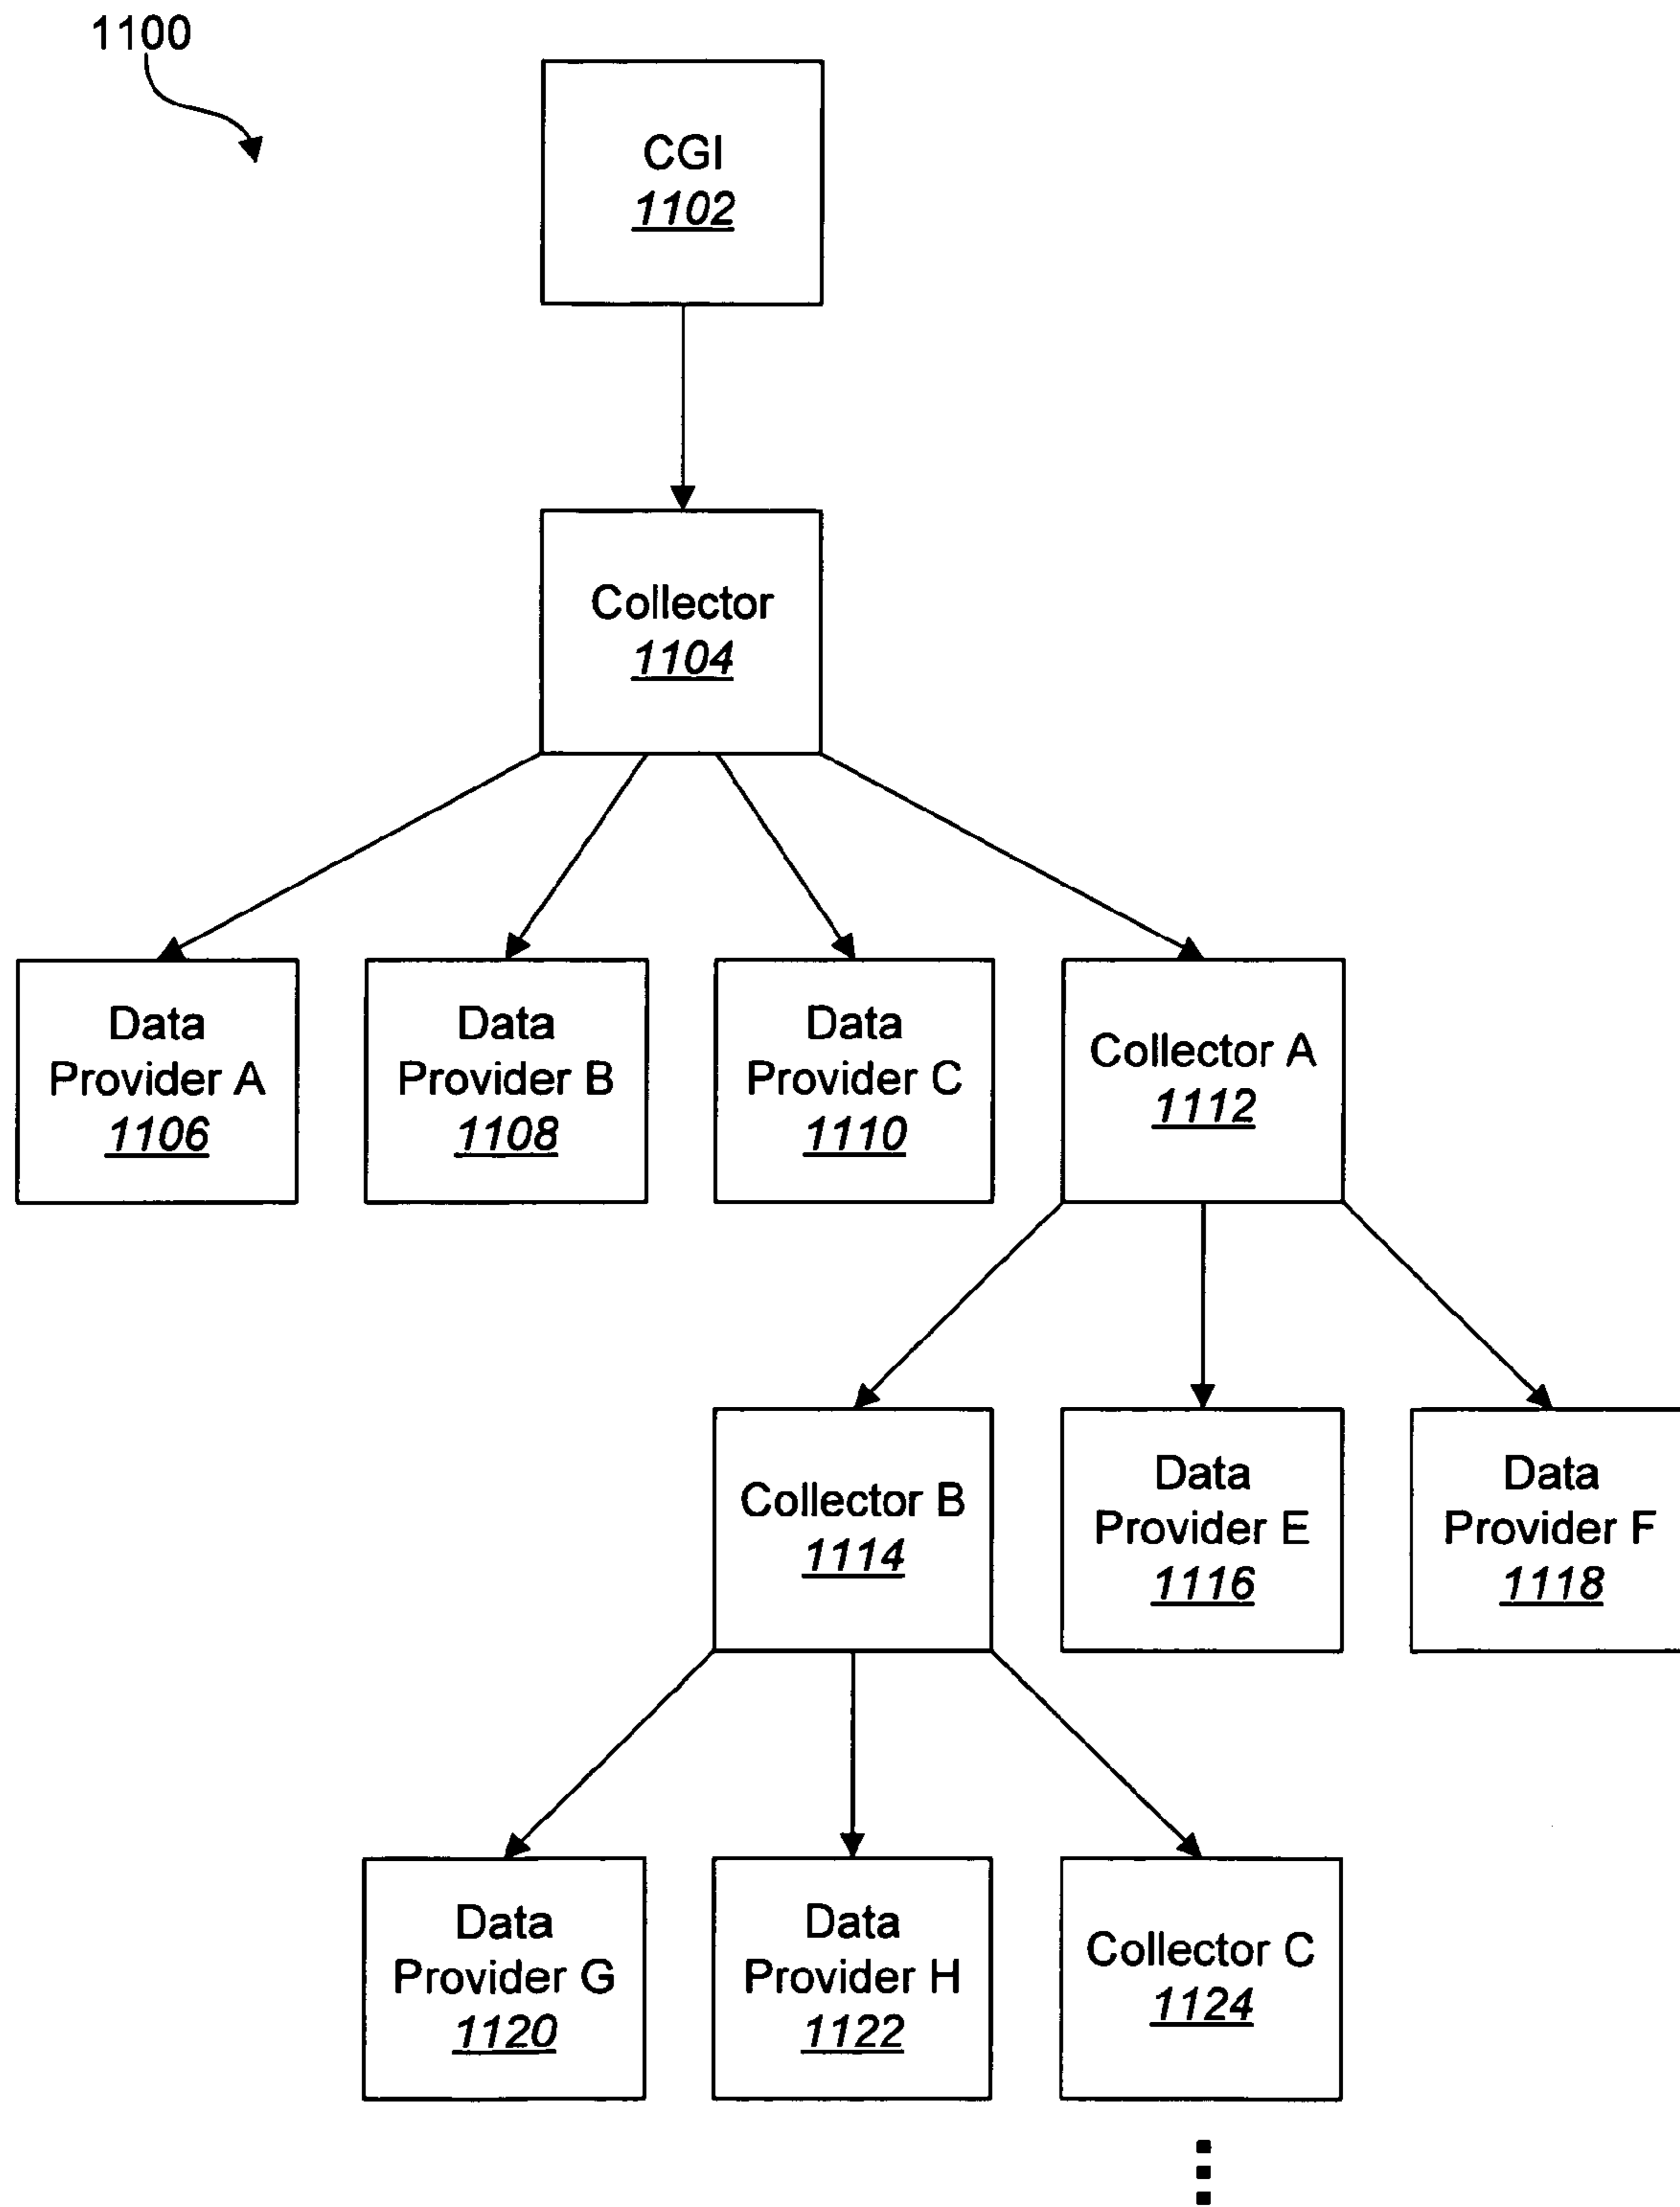 1100
CGI
1102
Collector
1104
Data
Provider A
1106
Data
Provider B
1108
Data
Provider C
1110
Collector A
1112
Collector B
1114
Data
Provider E
1116
Data
Provider F
1118
Data
Provider G
1120
Data
Provider H
1122
Collector C
1124